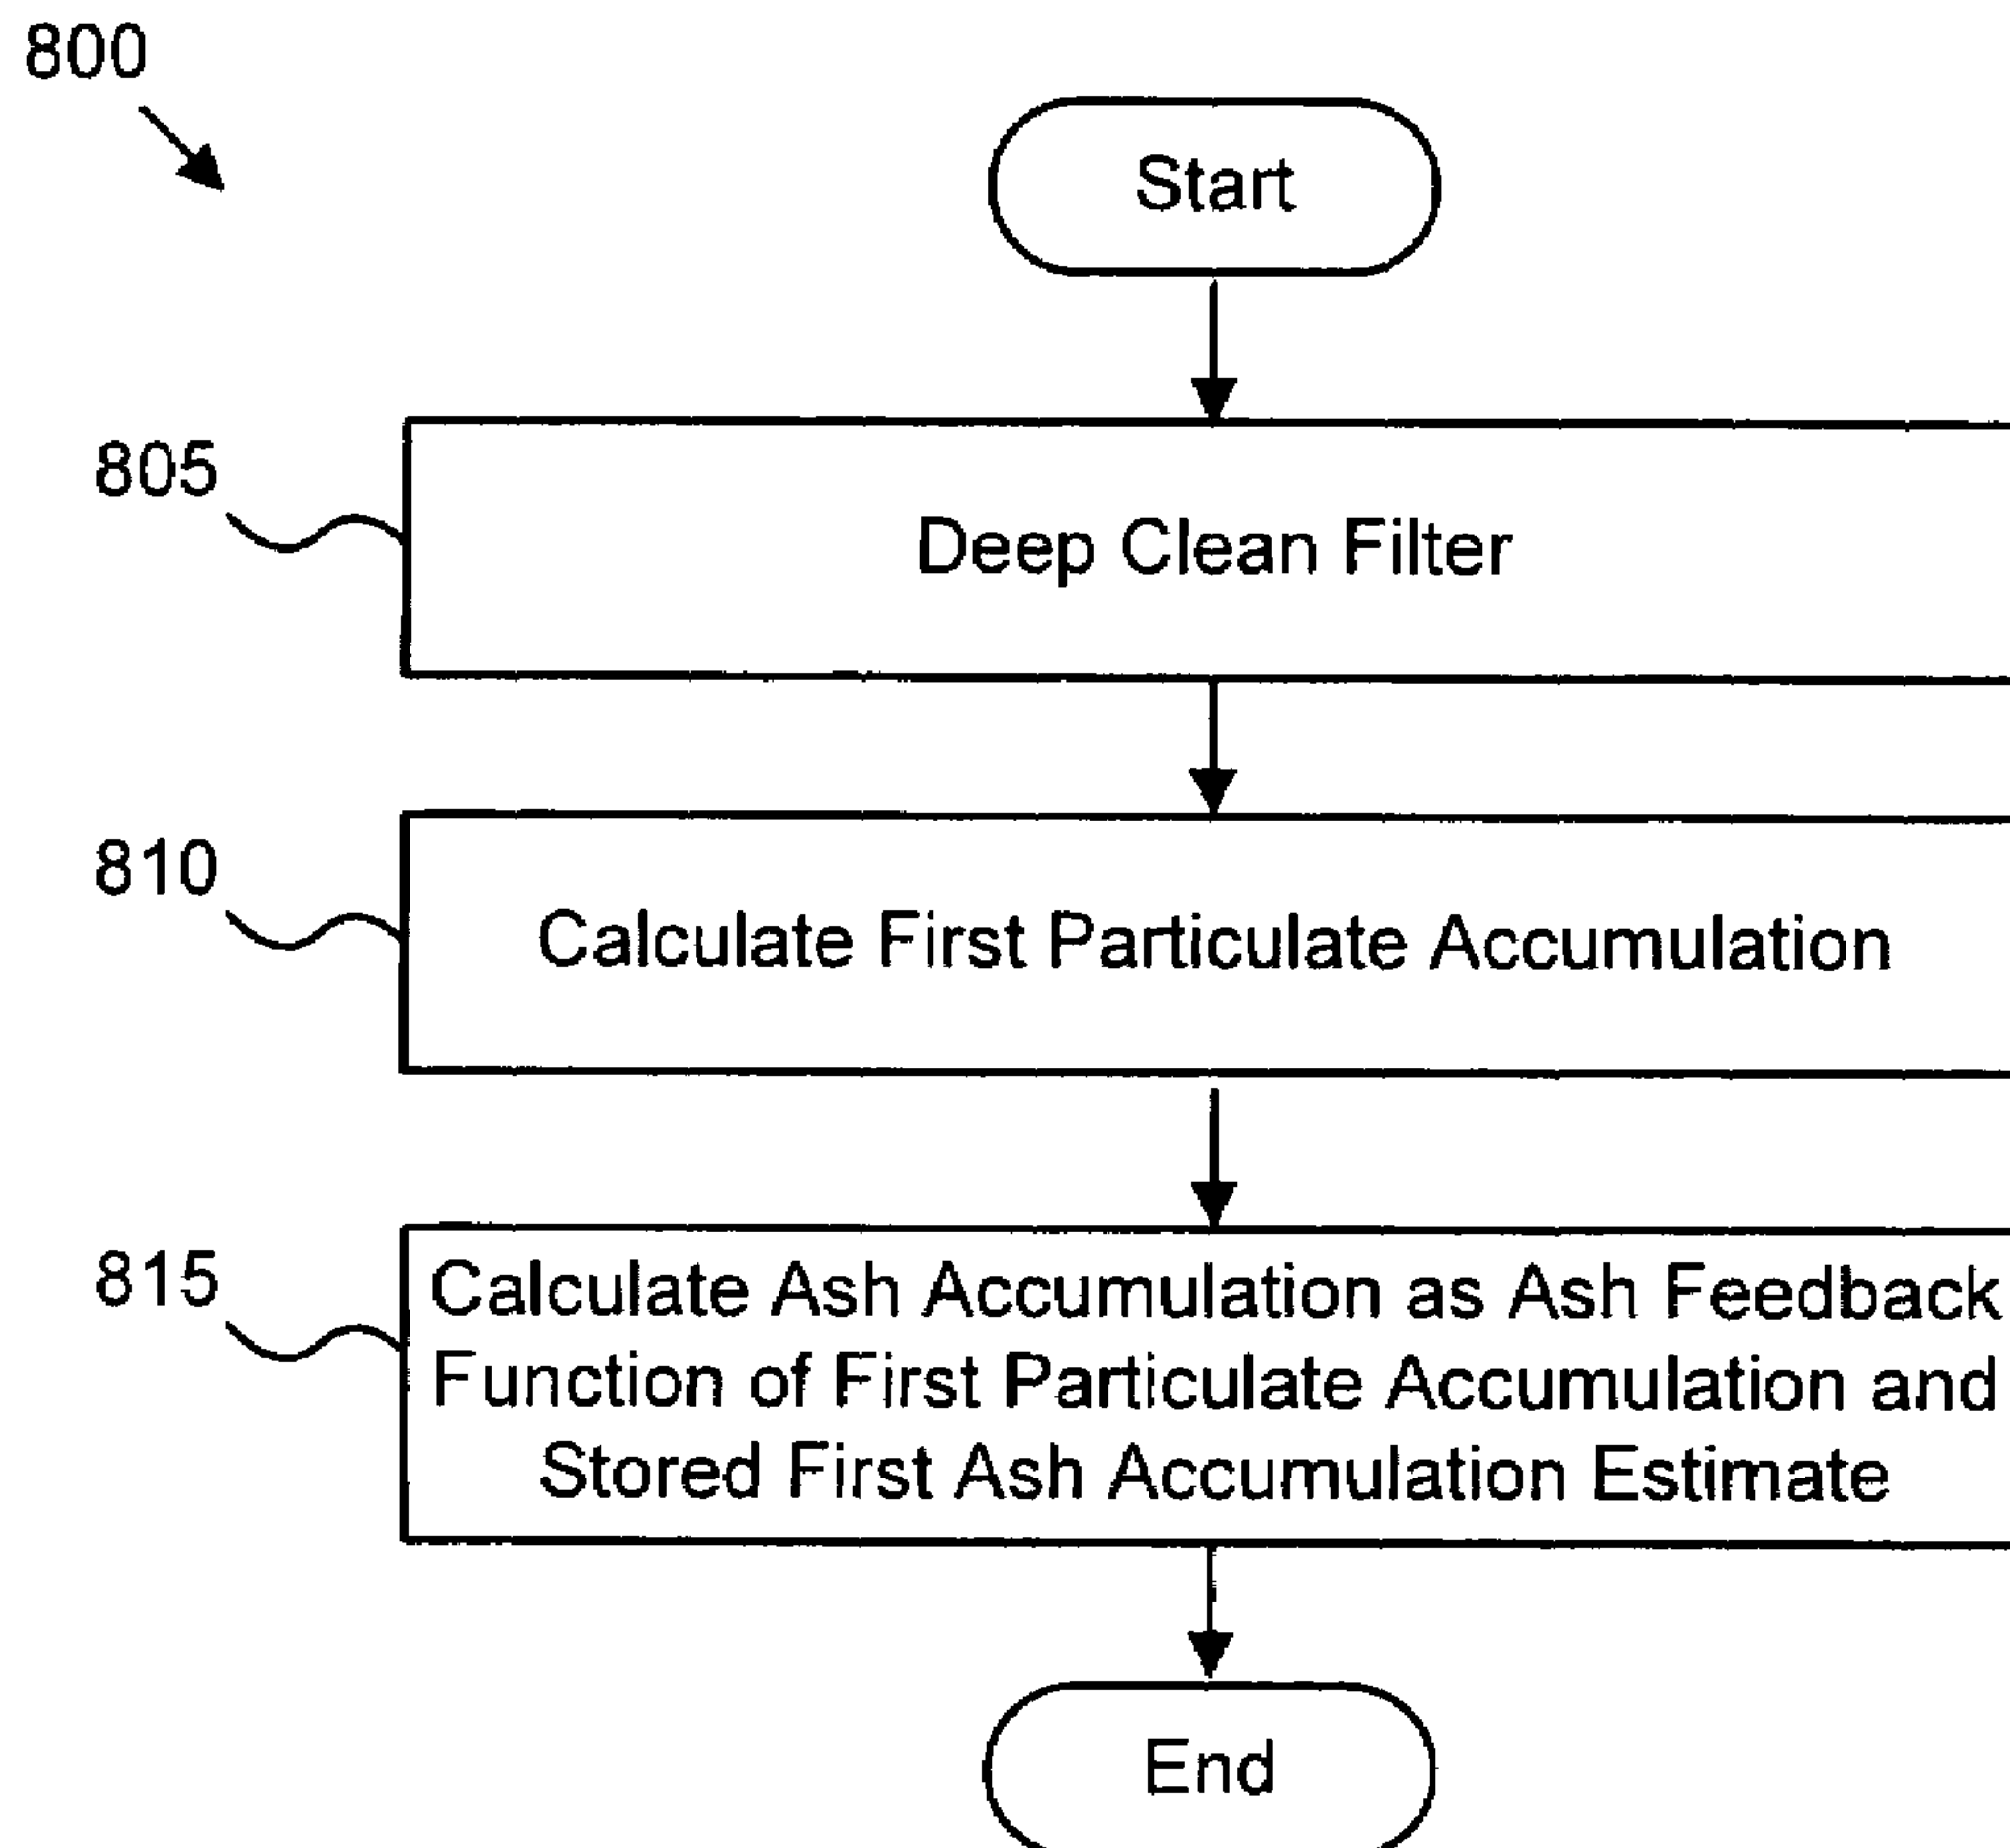 800
Start
805
Deep Clean Filter
810
Calculate First Particulate Accumulation
815
Calculate Ash Accumulation as Ash Feedback
Function of First Particulate Accumulation and
Stored First Ash Accumulation Estimate
End